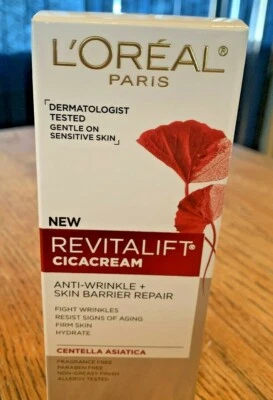 L'ORÉAL®
PARIS
DERMATOLOGIST
TESTED
GENTLE ON
SENSITIVE SKIN
NEW
REVITALIFT®
CICACREAM
ANTI-WRINKLE +
SKIN BARRIER REPAIR
FIGHT WRINKLES
RESIST SIGNS OF AGING
FIRM SKIN
HYDRATE
CENTELLA ASIATICA
FRAGRANCE FREE
PARABEN FREE
NON-GREASY FINISH
ALLERGY TESTED